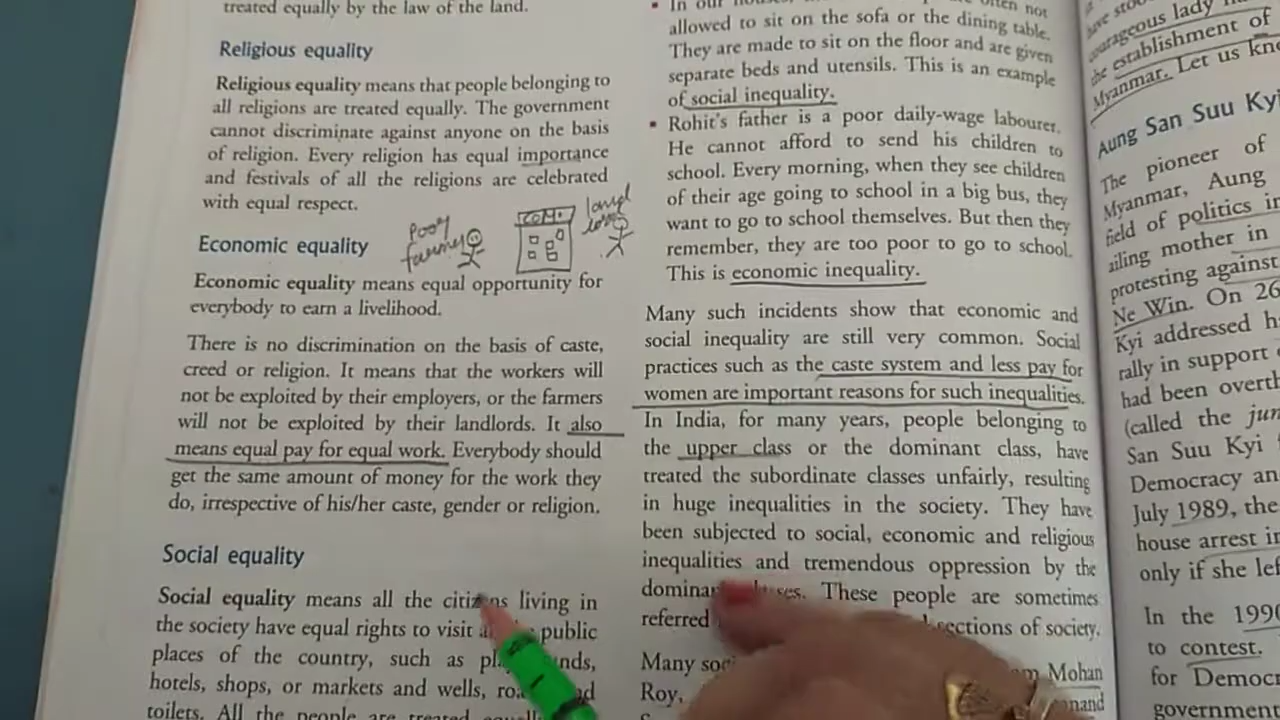 treated equally by the law of the land.
Religious equality
Religious equality means that people belonging to
all religions are treated equally. The government
cannot discriminate against anyone on the basis
of religion. Every religion has equal importance
and festivals of all the religions are celebrated
with equal respect.
Poor
farmer
Economic equality
Economic equality means equal opportunity for
everybody to earn a livelihood.
There is no discrimination on the basis of caste,
creed or religion. It means that the workers will
not be exploited by their employers, or the farmers
will not be exploited by their landlords. It also
means equal pay for equal work. Everybody should
get the same amount of money for the work they
do, irrespective of his/her caste, gender or religion.
Social equality
Social equality means all the citizens living in
the society have equal rights to visit public
places of the country, such as
hotels, shops, or markets and wells,
toilets. All the people are treated
In our often not
allowed to sit on the sofa or the dining table.
They are made to sit on the floor and are given
separate beds and utensils. This is an example
of social inequality.
• Rohit's father is a poor daily-wage labourer.
He cannot afford to send his children to
school. Every morning, when they see children
of their age going to school in a big bus, they
want to go to school themselves. But then they
remember, they are too poor to go to school.
This is economic inequality.
Many such incidents show that economic and
social inequality are still very common. Social
practices such as the caste system and less pay for
women are important reasons for such inequalities.
In India, for many years, people belonging to
the upper class or the dominant class, have
treated the subordinate classes unfairly, resulting
in huge inequalities in the society. They have
been subjected to social, economic and religious
inequalities and tremendous oppression by the
These people are sometimes
referred sections of society.
Many Mohan
Roy,
courageous lady
the establishment of
Myanmar. Let us
Aung San Suu Kyi
The pioneer of
Myanmar, Aung
field of politics in
ailing mother in
protesting against
Ne Win. On 26
Kyi addressed
rally in support
had been
(called the
San Suu Kyi
Democracy
July 1989, the
house arrest
only if she
In the
to contest.
for
government